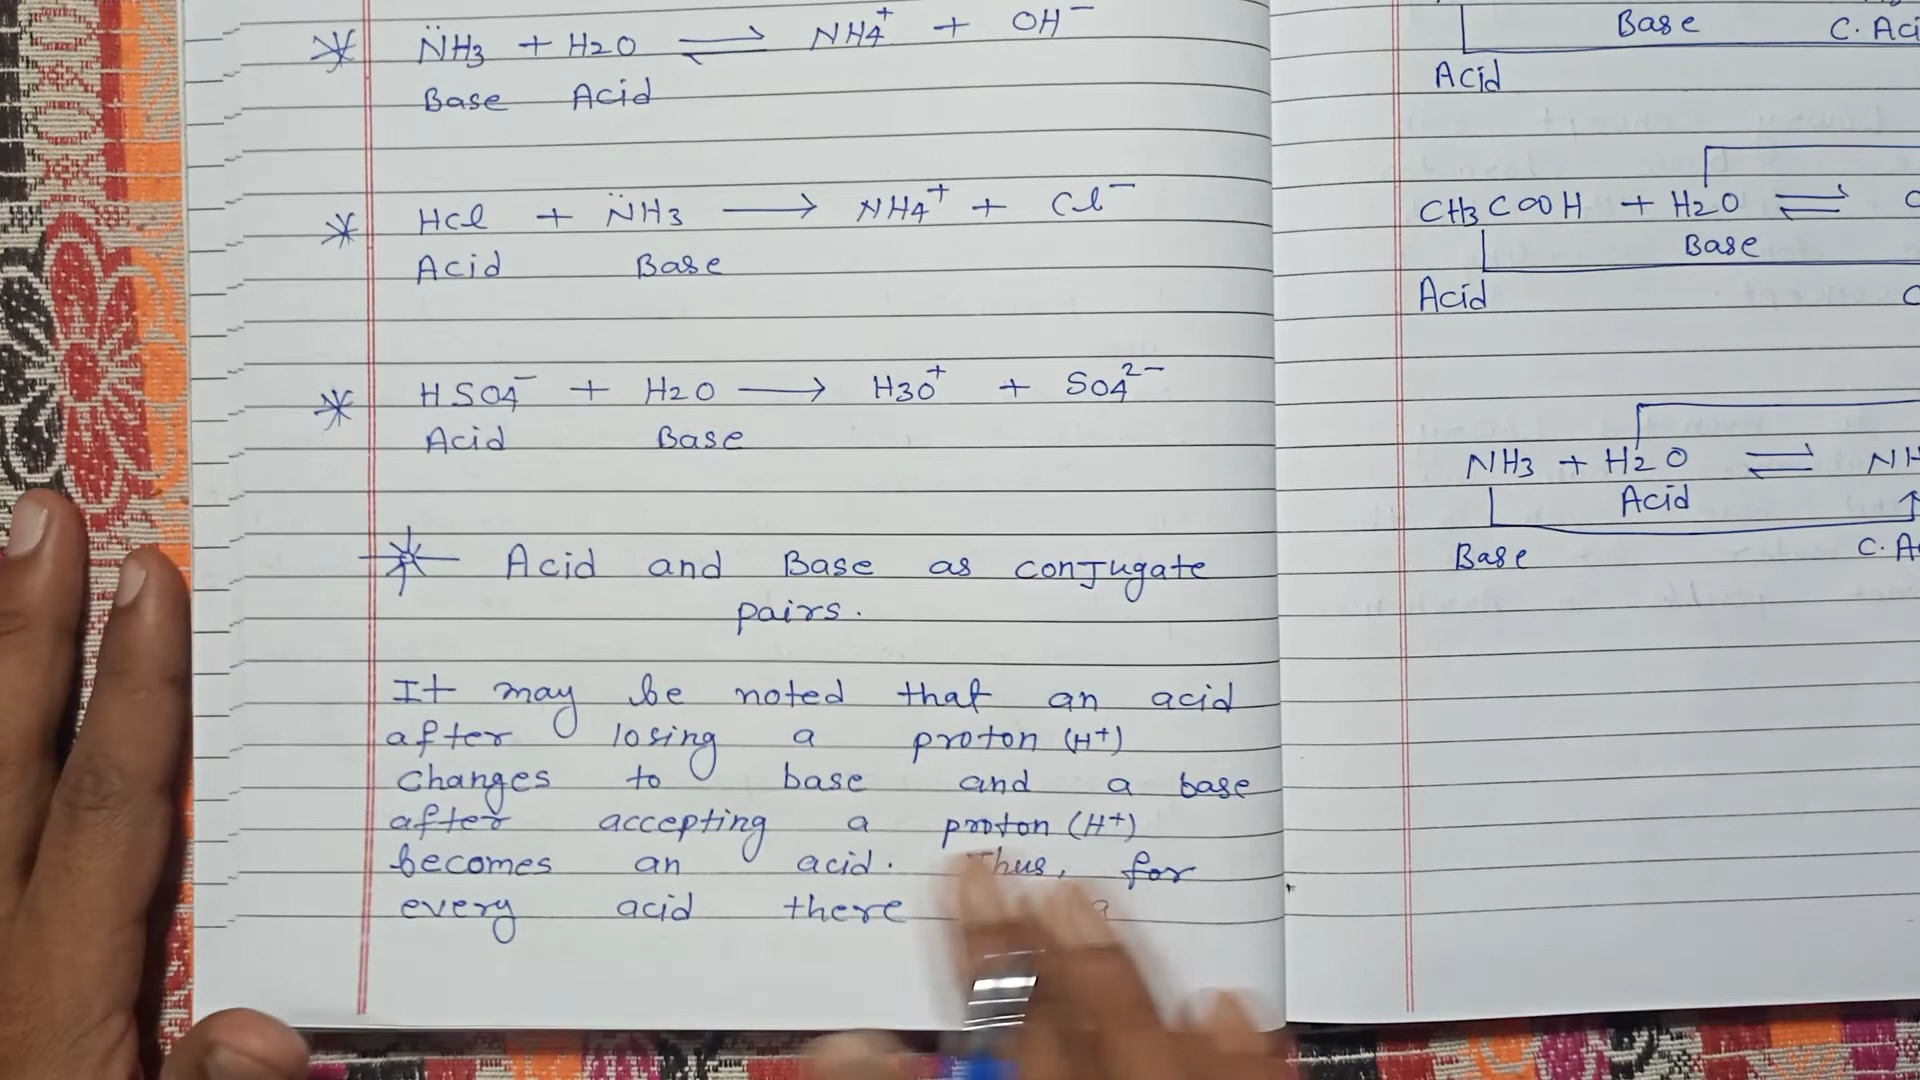 N̈H3 + H2O ⇌ NH4⁺ + OH⁻
Base Acid
HCl + N̈H3 ⟶ NH4⁺ + Cl⁻
Acid Base
HSO4⁻ + H2O ⟶ H3O⁺ + SO4²⁻
Acid Base
Acid and Base as conjugate
pairs.
It may be noted that an acid
after losing a proton (H⁺)
changes to base and a base
after accepting a proton (H⁺)
becomes an acid. Thus, for
every acid there a
Base C. Aci
Acid
CH3COOH + H2O ⇌ C
Base
Acid C
NH3 + H2O ⇌ NH
Acid
Base C. A